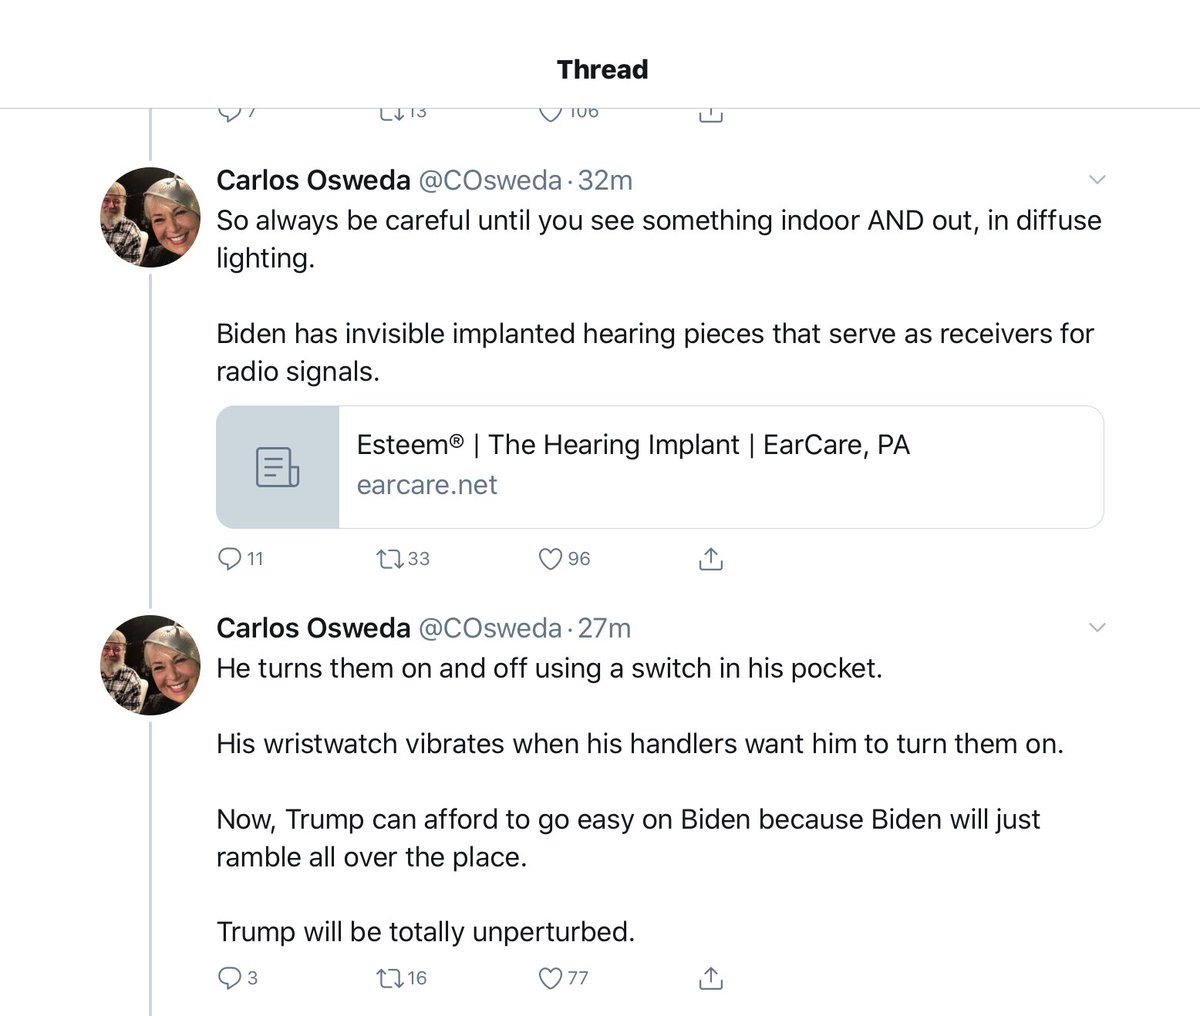 Thread
7 13 106
Carlos Osweda @COsweda · 32m
So always be careful until you see something indoor AND out, in diffuse
lighting.
Biden has invisible implanted hearing pieces that serve as receivers for
radio signals.
Esteem® | The Hearing Implant | EarCare, PA
earcare.net
11 33 96
Carlos Osweda @COsweda · 27m
He turns them on and off using a switch in his pocket.
His wristwatch vibrates when his handlers want him to turn them on.
Now, Trump can afford to go easy on Biden because Biden will just
ramble all over the place.
Trump will be totally unperturbed.
3 16 77